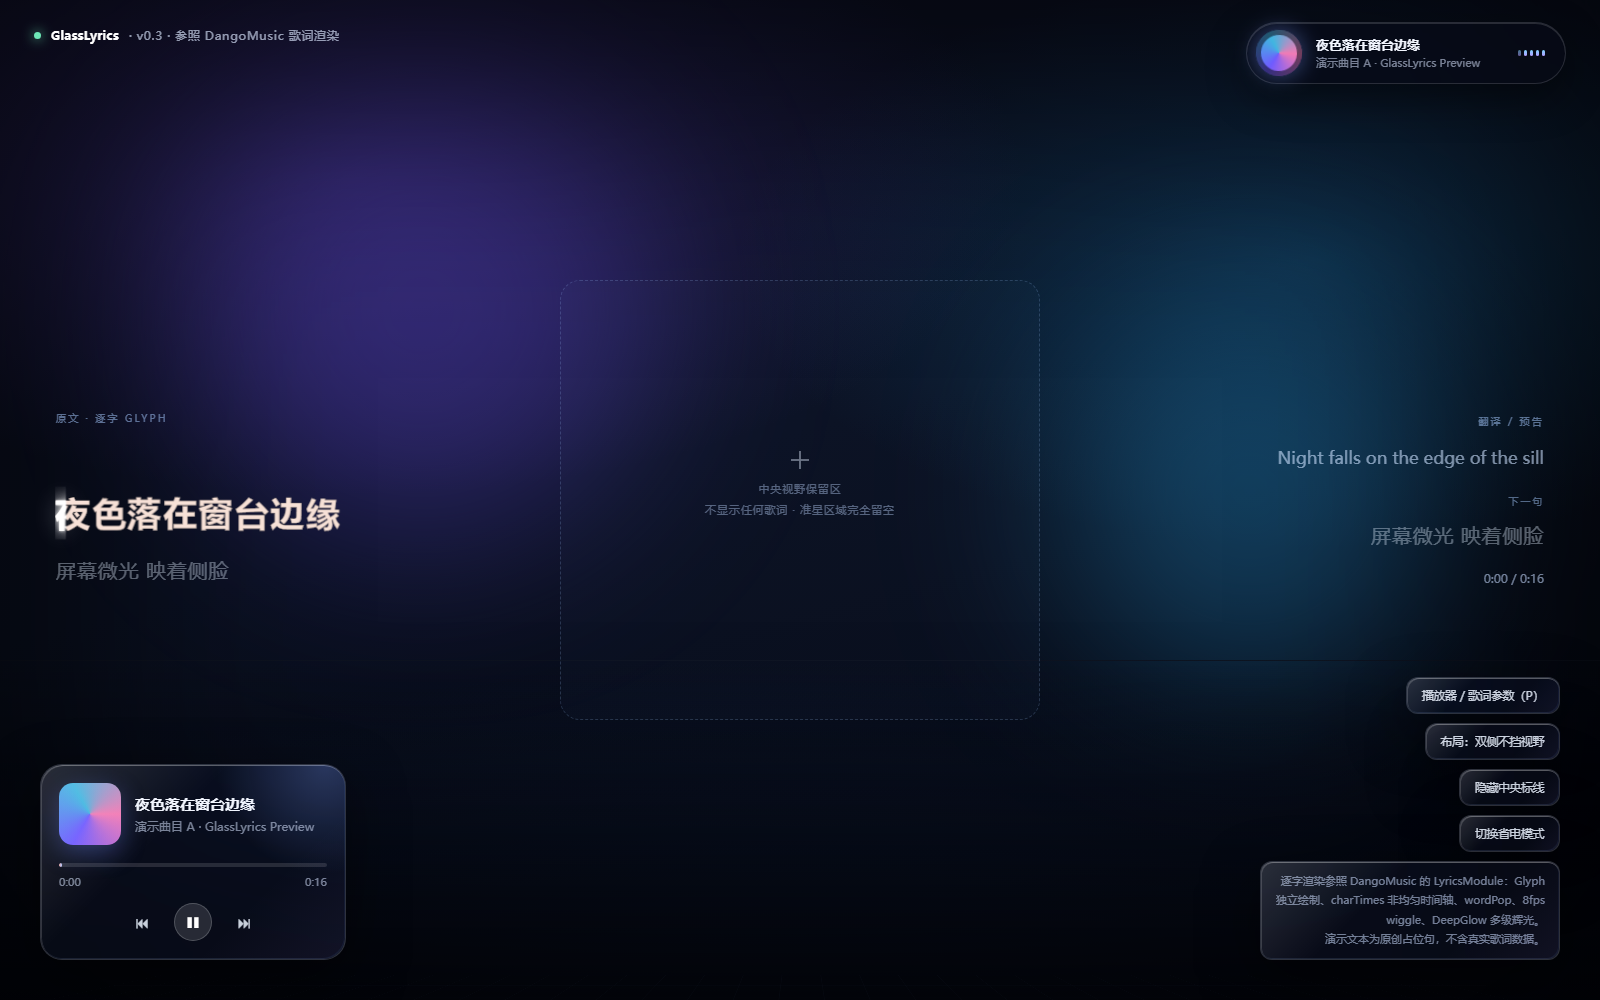 GlassLyrics · v0.3 · 参照 DangoMusic 歌词渲染
夜色落在窗台边缘
演示曲目 A · GlassLyrics Preview
原文 · 逐字 GLYPH
夜色落在窗台边缘
屏幕微光 映着侧脸
中央视野保留区
不显示任何歌词 · 准星区域完全留空
翻译 / 预告
Night falls on the edge of the sill
下一句
屏幕微光 映着侧脸
0:00 / 0:16
夜色落在窗台边缘
演示曲目 A · GlassLyrics Preview
0:00
0:16
播放器 / 歌词参数（P）
布局：双侧不挡视野
隐藏中央标线
切换省电模式
逐字渲染参照 DangoMusic 的 LyricsModule：Glyph
独立绘制、charTimes 非均匀时间轴、wordPop、8fps
wiggle、DeepGlow 多级辉光。
演示文本为原创占位句，不含真实歌词数据。